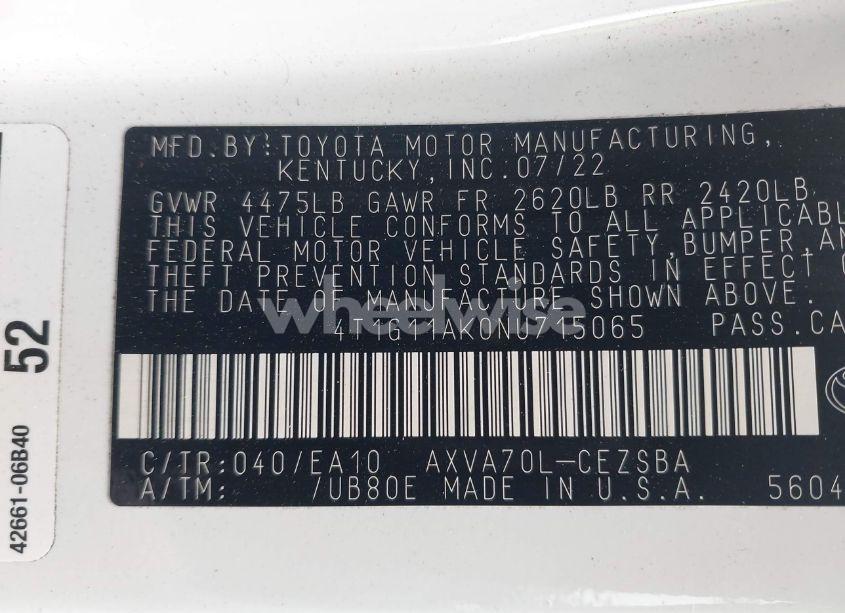 MFD.BY:TOYOTA MOTOR MANUFACTURING,
KENTUCKY,INC.07/22
GVWR 4475LB GAWR FR 2620LB RR 2420LB
THIS VEHICLE CONFORMS TO ALL APPLICABL
FEDERAL MOTOR VEHICLE SAFETY,BUMPER,AN
THEFT PREVENTION STANDARDS IN EFFECT
THE DATE OF MANUFACTURE SHOWN ABOVE.
wheelwise
PASS.CA
C/TR:040/EA10 AXVA70L-CEZSBA
A/TM: /UB80E MADE IN U.S.A. 5604
52
42661-06B40